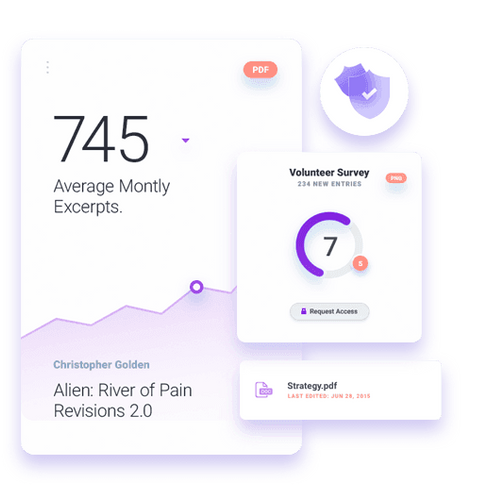 PDF
745
Average Montly
Excerpts.
Christopher Golden
Alien: River of Pain
Revisions 2.0
Volunteer Survey
234 NEW ENTRIES
PNG
7
5
Request Access
DOC
Strategy.pdf
LAST EDITED: JUN 28, 2019